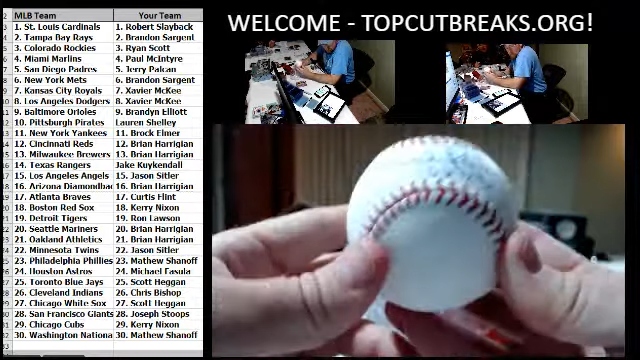 WELCOME - TOPCUTBREAKS.ORG!
MLB Team Your Team
1. St. Louis Cardinals 1. Robert Slayback
2. Tampa Bay Rays 2. Brandon Sargent
3. Colorado Rockies 3. Ryan Scott
4. Miami Marlins 4. Paul McIntyre
5. San Diego Padres 5. Terry Palcan
6. New York Mets 6. Brandon Sargent
7. Kansas City Royals 7. Xavier McKee
8. Los Angeles Dodgers 8. Xavier McKee
9. Baltimore Orioles 9. Brandyn Elliott
10. Pittsburgh Pirates Lauren Shelley
11. New York Yankees 11. Brock Elmer
12. Cincinnati Reds 12. Brian Harrigian
13. Milwaukee Brewers 13. Brian Harrigian
14. Texas Rangers Jake Kuykendall
15. Los Angeles Angels 15. Jason Sitler
16. Arizona Diamondbac 16. Brian Harrigian
17. Atlanta Braves 17. Curtis Flint
18. Boston Red Sox 18. Kerry Nixon
19. Detroit Tigers 19. Ron Lawson
20. Seattle Mariners 20. Brian Harrigian
21. Oakland Athletics 21. Brian Harrigian
22. Minnesota Twins 22. Jason Sitler
23. Philadelphia Phillies 23. Mathew Shanoff
24. Houston Astros 24. Michael Fasula
25. Toronto Blue Jays 25. Scott Heggan
26. Cleveland Indians 26. Chris Bishop
27. Chicago White Sox 27. Scott Heggan
28. San Francisco Giants 28. Joseph Stoops
29. Chicago Cubs 29. Kerry Nixon
30. Washington Nationa 30. Mathew Shanoff